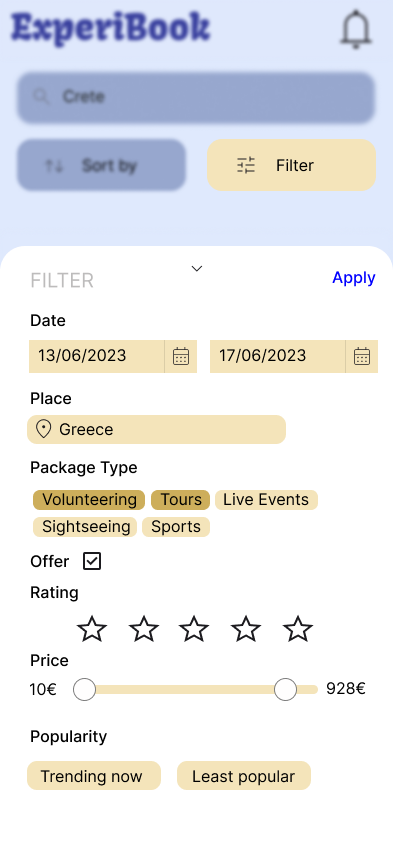 ExperiBook
Crete
Sort by
Filter
FILTER
Apply
Date
13/06/2023
17/06/2023
Place
Greece
Package Type
Volunteering Tours Live Events
Sightseeing Sports
Offer
Rating
Price
10€
928€
Popularity
Trending now
Least popular